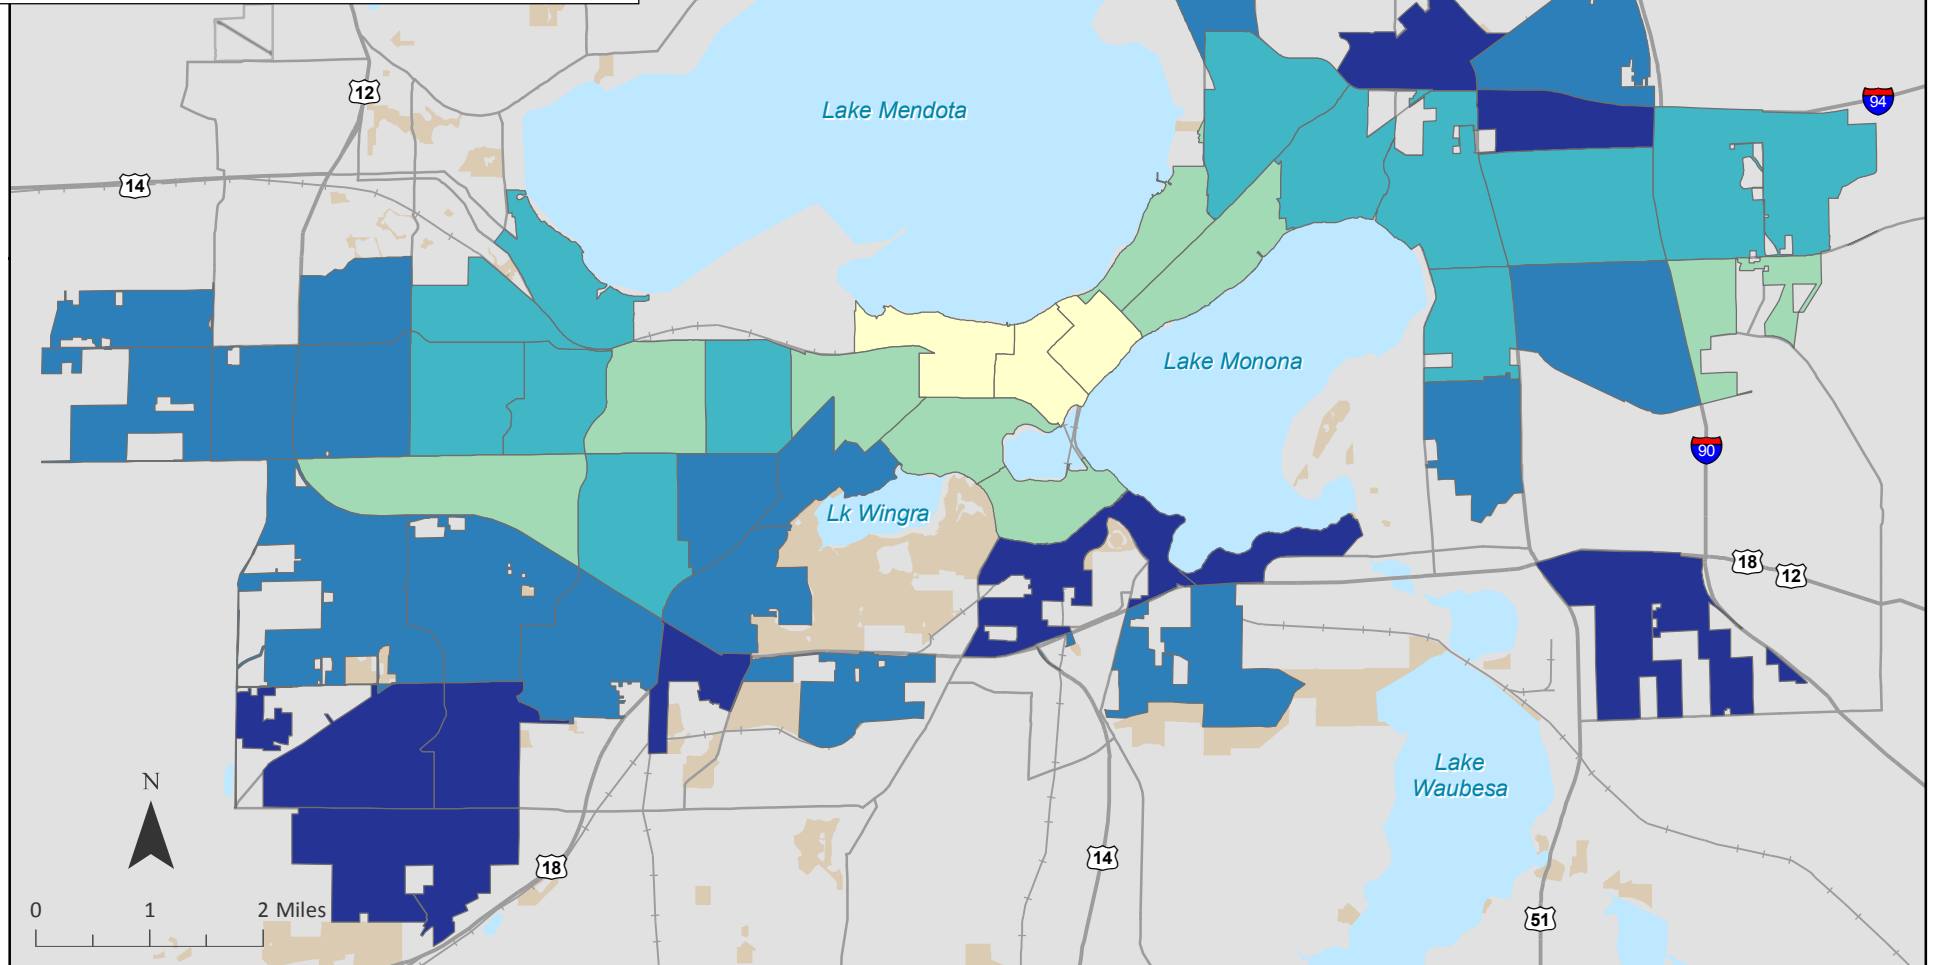 12
Lake Mendota
94
14
Lake Monona
90
Lk Wingra
18
12
Lake
Waubesa
N
18
14
0 1 2 Miles
51